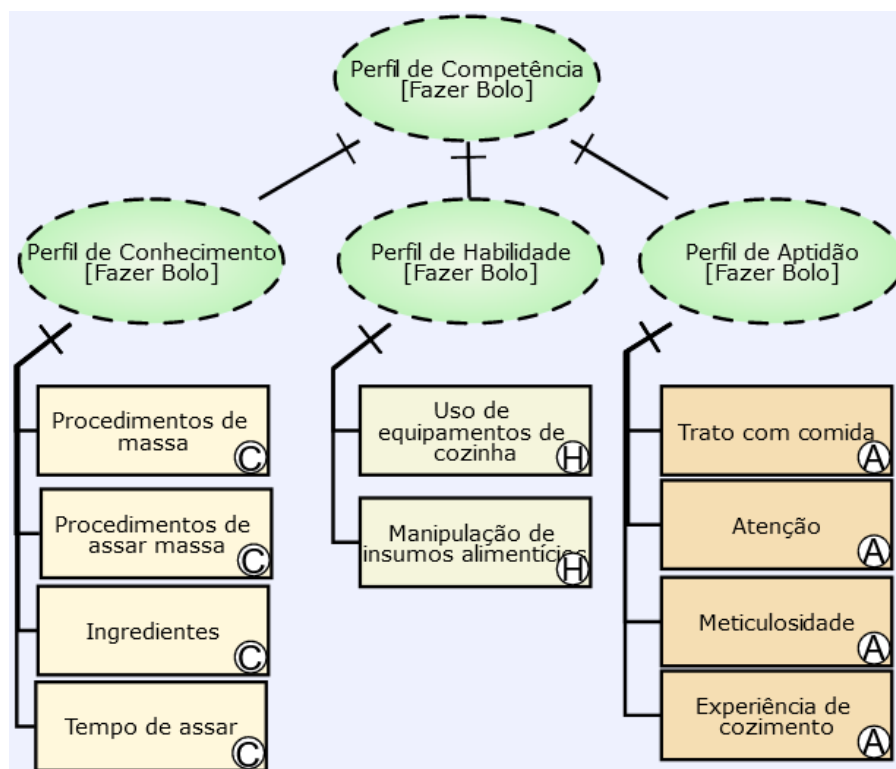 Perfil de Competência
[Fazer Bolo]
Perfil de Conhecimento
[Fazer Bolo]
Perfil de Habilidade
[Fazer Bolo]
Perfil de Aptidão
[Fazer Bolo]
Procedimentos de
massa
C
Procedimentos de
assar massa
C
Ingredientes
C
Tempo de assar
C
Uso de
equipamentos de
cozinha
H
Manipulação de
insumos alimentícios
H
Trato com comida
A
Atenção
A
Meticulosidade
A
Experiência de
cozimento
A